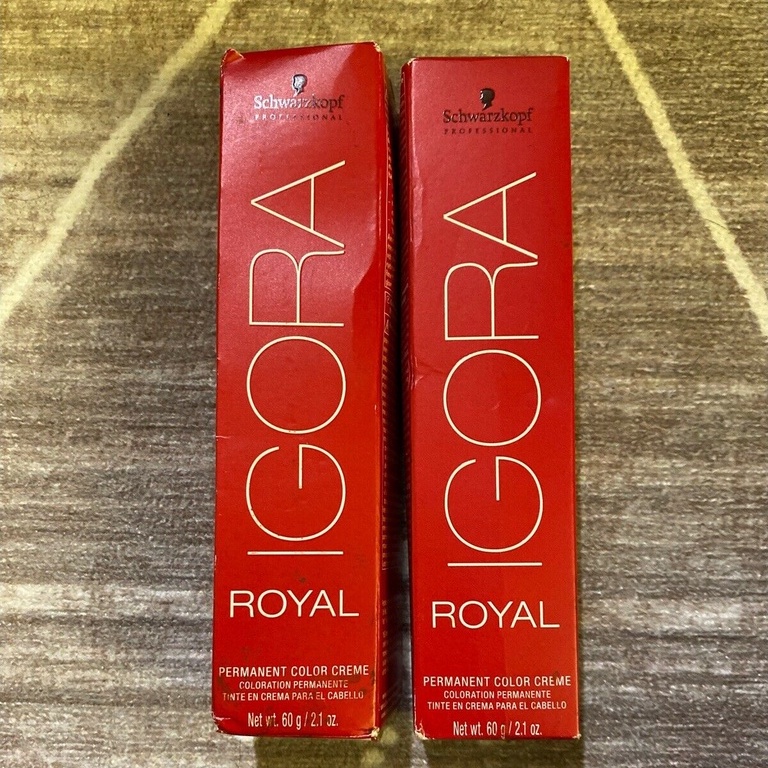 Schwarzkopf
PROFESSIONAL
IGORA
ROYAL
PERMANENT COLOR CREME
COLORATION PERMANENTE
TINTE EN CREMA PARA EL CABELLO
Net wt. 60 g / 2.1 oz.
Schwarzkopf
PROFESSIONAL
IGORA
ROYAL
PERMANENT COLOR CREME
COLORATION PERMANENTE
TINTE EN CREMA PARA EL CABELLO
Net wt. 60 g / 2.1 oz.